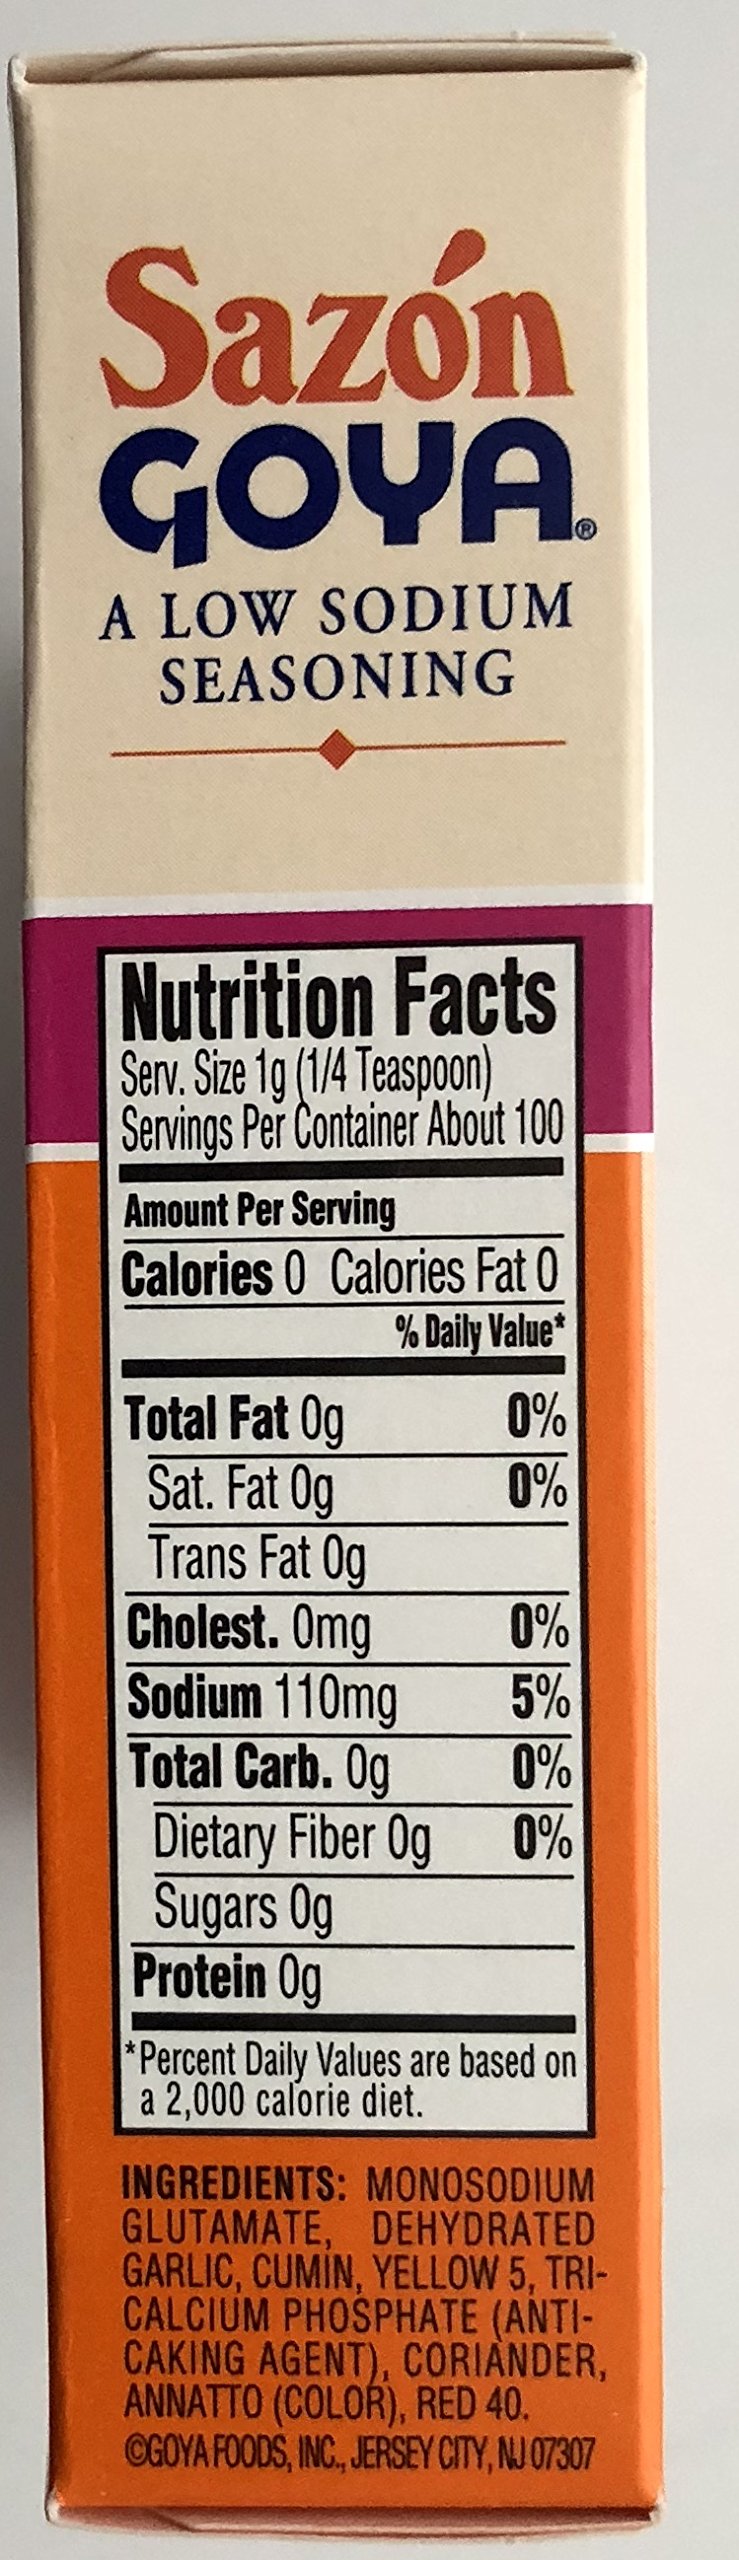 Sazón
GOYA®
A LOW SODIUM
SEASONING
Nutrition Facts
Serv. Size 1g (1/4 Teaspoon)
Servings Per Container About 100
Amount Per Serving
Calories 0 Calories Fat 0
% Daily Value*
Total Fat 0g 0%
Sat. Fat 0g 0%
Trans Fat 0g
Cholest. 0mg 0%
Sodium 110mg 5%
Total Carb. 0g 0%
Dietary Fiber 0g 0%
Sugars 0g
Protein 0g
*Percent Daily Values are based on
a 2,000 calorie diet.
INGREDIENTS: MONOSODIUM
GLUTAMATE, DEHYDRATED
GARLIC, CUMIN, YELLOW 5, TRI-
CALCIUM PHOSPHATE (ANTI-
CAKING AGENT), CORIANDER,
ANNATTO (COLOR), RED 40.
©GOYA FOODS, INC., JERSEY CITY, NJ 07307